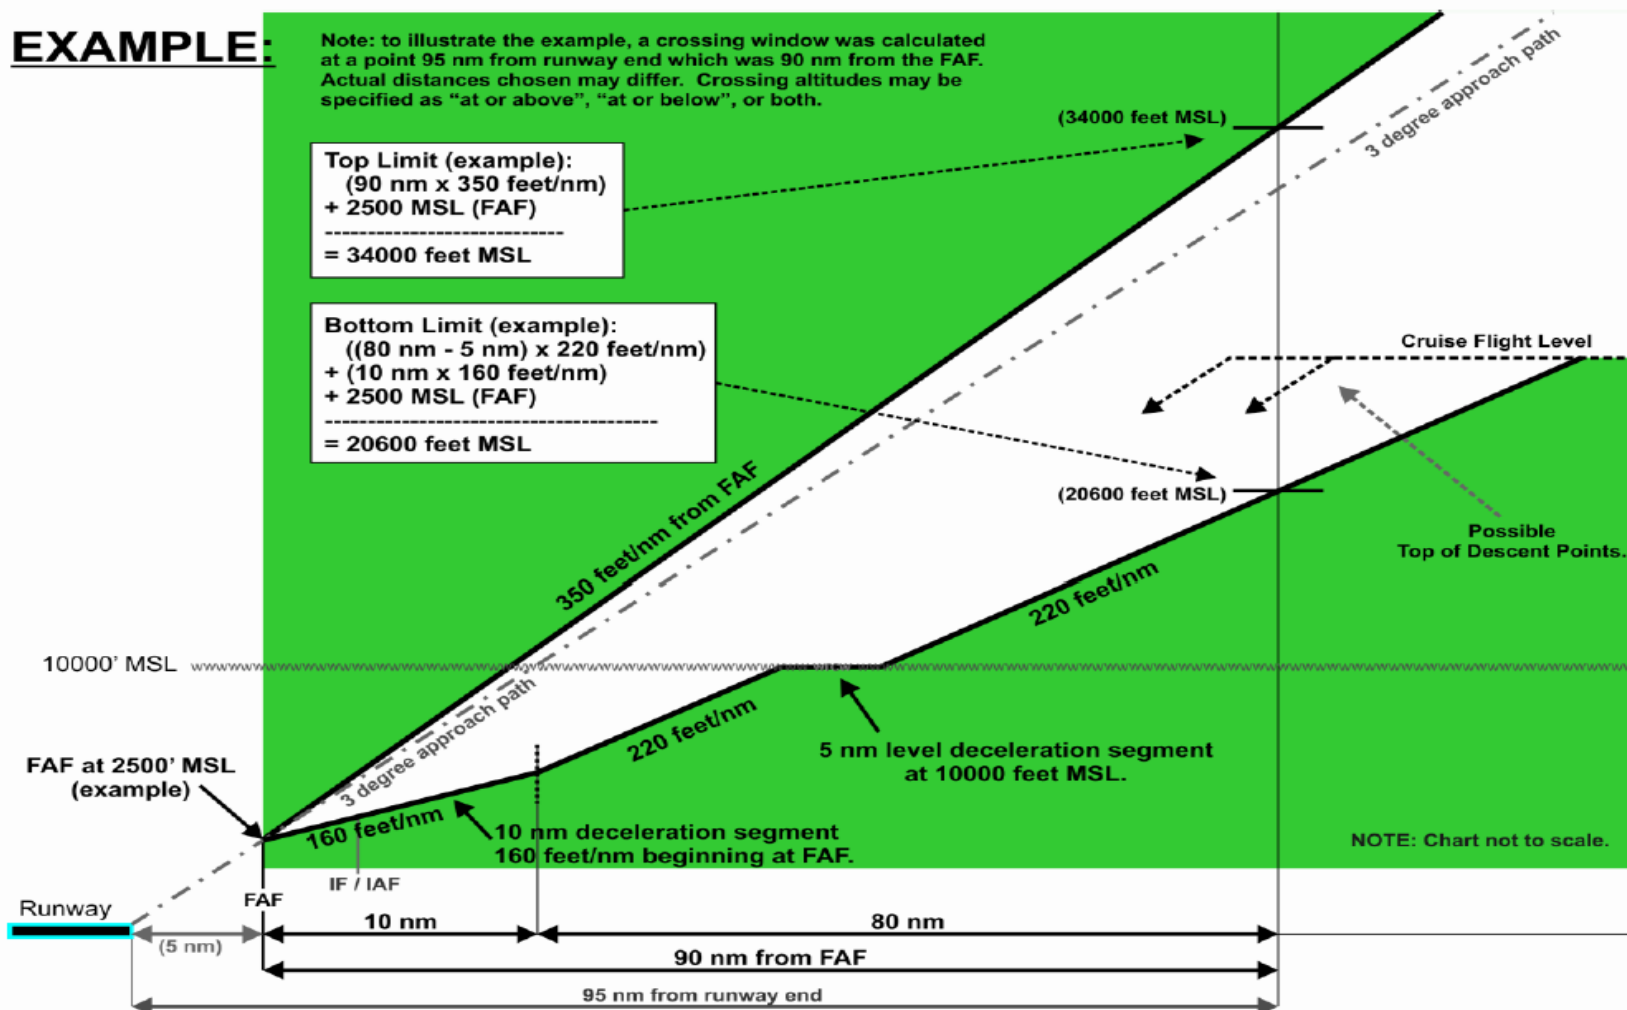 EXAMPLE:
Note: to illustrate the example, a crossing window was calculated
at a point 95 nm from runway end which was 90 nm from the FAF.
Actual distances chosen may differ. Crossing altitudes may be
specified as “at or above”, “at or below”, or both.
(34000 feet MSL)
3 degree approach path
Top Limit (example):
(90 nm x 350 feet/nm)
+ 2500 MSL (FAF)
----------------------------
= 34000 feet MSL
Bottom Limit (example):
((80 nm - 5 nm) x 220 feet/nm)
+ (10 nm x 160 feet/nm)
+ 2500 MSL (FAF)
---------------------------------------
= 20600 feet MSL
Cruise Flight Level
350 feet/nm from FAF
(20600 feet MSL)
Possible
Top of Descent Points.
220 feet/nm
10000’ MSL
3 degree approach path
220 feet/nm
5 nm level deceleration segment
at 10000 feet MSL.
FAF at 2500’ MSL
(example)
160 feet/nm
10 nm deceleration segment
160 feet/nm beginning at FAF.
NOTE: Chart not to scale.
IF / IAF
FAF
Runway
(5 nm)
10 nm
80 nm
90 nm from FAF
95 nm from runway end